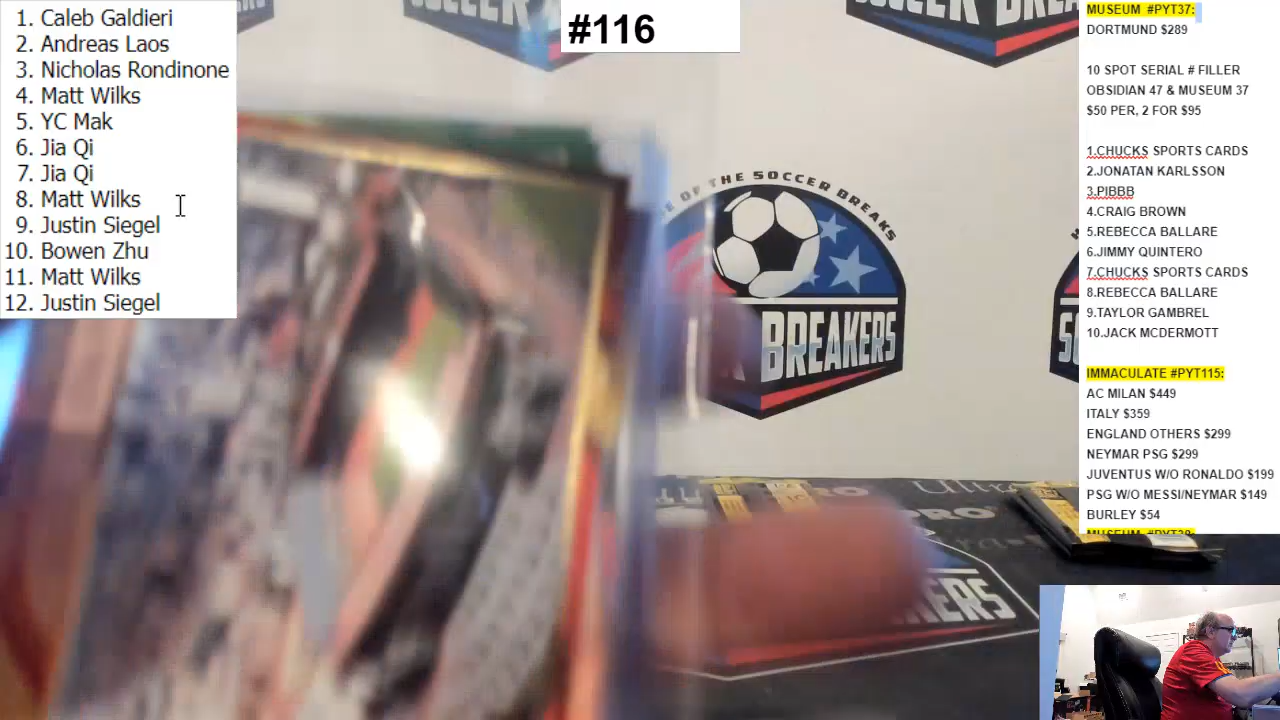 1. Caleb Galdieri
2. Andreas Laos
3. Nicholas Rondinone
4. Matt Wilks
5. YC Mak
6. Jia Qi
7. Jia Qi
8. Matt Wilks
9. Justin Siegel
10. Bowen Zhu
11. Matt Wilks
12. Justin Siegel
#116
SOCCER BREAKERS
OF THE SOCCER BREAKS
BREAKERS
PRO
Ultra
ERS
MUSEUM #PYT37:
DORTMUND $289
10 SPOT SERIAL # FILLER
OBSIDIAN 47 & MUSEUM 37
$50 PER, 2 FOR $95
1.CHUCKS SPORTS CARDS
2.JONATAN KARLSSON
3.PIBBB
4.CRAIG BROWN
5.REBECCA BALLARE
6.JIMMY QUINTERO
7.CHUCKS SPORTS CARDS
8.REBECCA BALLARE
9.TAYLOR GAMBREL
10.JACK MCDERMOTT
IMMACULATE #PYT115:
AC MILAN $449
ITALY $359
ENGLAND OTHERS $299
NEYMAR PSG $299
JUVENTUS W/O RONALDO $199
PSG W/O MESSI/NEYMAR $149
BURLEY $54